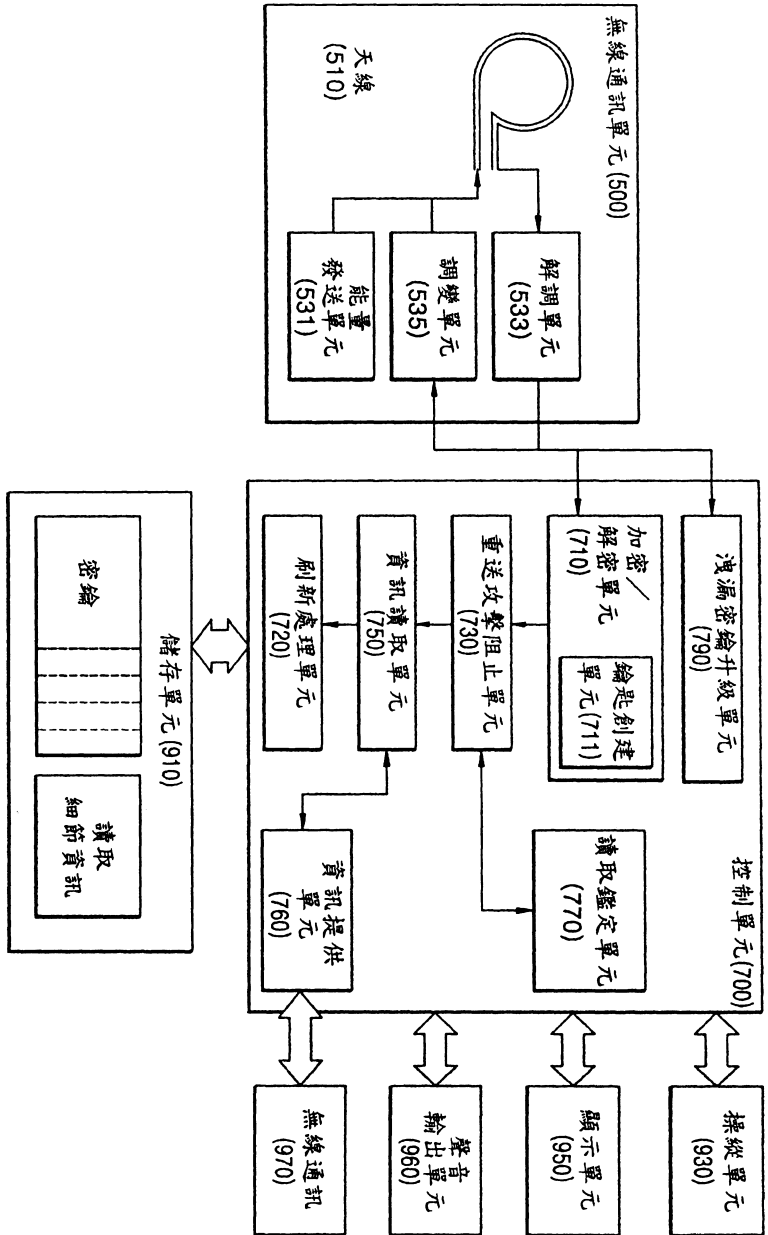 無線通訊單元(500)
天線
(510)
解調單元
(533)
調變單元
(535)
能量
發送單元
(531)
控制單元(700)
洩漏密鑰升級單元
(790)
加密/
解密單元
(710)
鑰匙創建
單元(711)
讀取鑑定單元
(770)
重送攻擊阻止單元
(730)
資訊讀取單元
(750)
刷新處理單元
(720)
資訊提供
單元
(760)
儲存單元(910)
密鑰
讀取
細節資訊
操縱單元
(930)
顯示單元
(950)
聲音
輸出單元
(960)
無線通訊
(970)